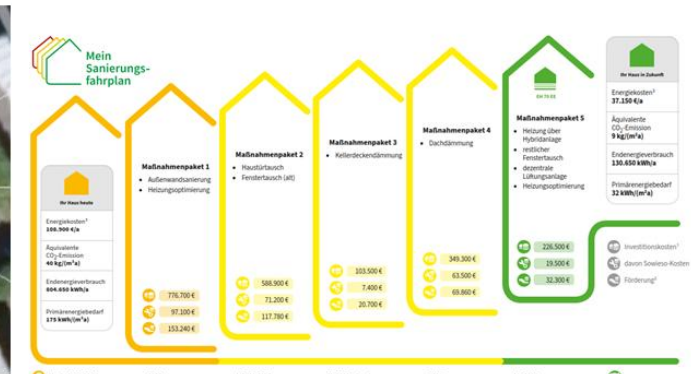 Mein
Sanierungs-
fahrplan
Ihr Haus heute
Energiekosten²
108.900 €/a
Äquivalente
CO₂-Emission
40 kg/(m²a)
Endenergieverbrauch
604.650 kWh/a
Primärenergiebedarf
175 kWh/(m²a)
Maßnahmenpaket 1
• Außenwandsanierung
• Heizungsoptimierung
776.700 €
97.100 €
153.240 €
Maßnahmenpaket 2
• Haustürtausch
• Fenstertausch (alt)
588.900 €
71.200 €
117.780 €
Maßnahmenpaket 3
• Kellerdeckendämmung
103.500 €
7.400 €
20.700 €
Maßnahmenpaket 4
• Dachdämmung
349.300 €
63.500 €
69.860 €
EH 70 EE
Maßnahmenpaket 5
• Heizung über
Hybridanlage
• restlicher
Fenstertausch
• dezentrale
Lüftungsanlage
• Heizungsoptimierung
226.500 €
19.500 €
32.300 €
Ihr Haus in Zukunft
Energiekosten²
37.150 €/a
Äquivalente
CO₂-Emission
9 kg/(m²a)
Endenergieverbrauch
130.650 kWh/a
Primärenergiebedarf
32 kWh/(m²a)
Investitionskosten¹
davon Sowieso-Kosten
Förderung²